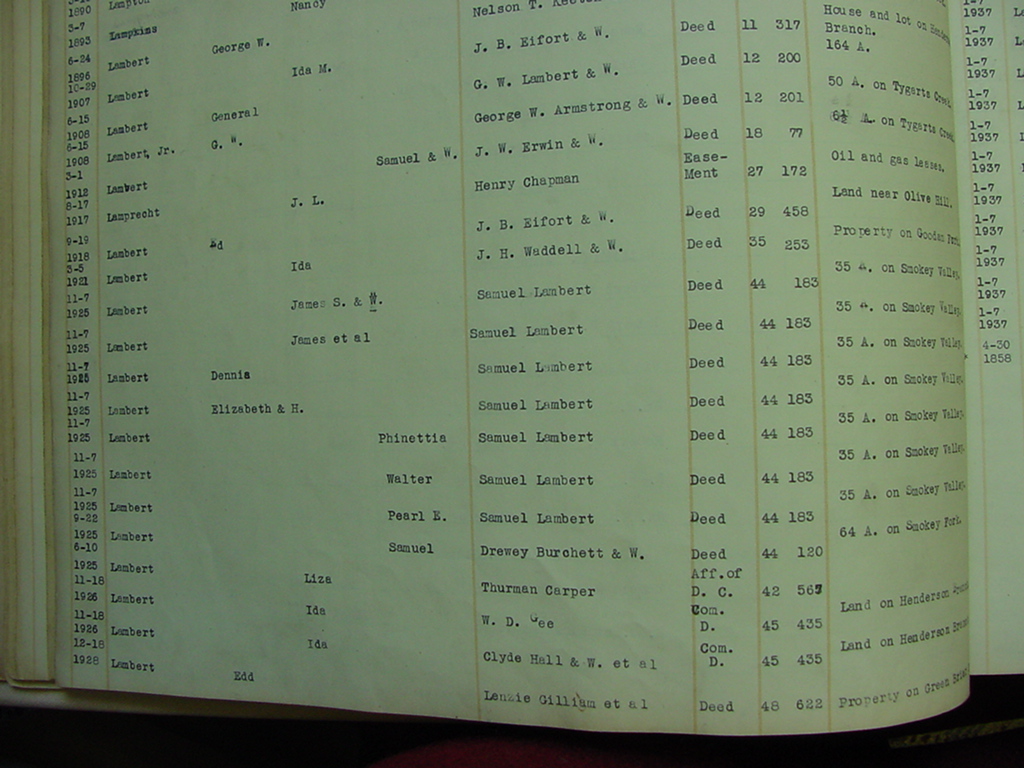 1890 Lampton Nancy Nelson T.
3-7
1893 Lampkins George W. J. B. Eifort & W. Deed 11 317 House and lot on
Branch.
6-24
1896 Lambert Ida M. G. W. Lambert & W. Deed 12 200 164 A.
10-29
1907 Lambert General George W. Armstrong & W. Deed 12 201 50 A. on Tygarts Creek
6-15
1908 Lambert G. W. J. W. Erwin & W. Deed 18 77 6½ A. on Tygarts Creek
6-15
1908 Lambert, Jr. Samuel & W. Henry Chapman Ease-
Ment 27 172 Oil and gas leases.
3-1
1912 Lambert J. L. J. B. Eifort & W. Deed 29 458 Land near Olive Hill.
8-17
1917 Lamprecht Ed J. H. Waddell & W. Deed 35 253 Property on
9-19
1918 Lambert Ida Samuel Lambert Deed 44 183 35 A. on Smokey Valley.
3-5
1921 Lambert James S. & W. Samuel Lambert Deed 44 183 35 A. on Smokey Valley.
11-7
1925 Lambert James et al Samuel Lambert Deed 44 183 35 A. on Smokey Valley.
11-7
1925 Lambert Dennis Samuel Lambert Deed 44 183 35 A. on Smokey Valley.
11-7
1925 Lambert Elizabeth & H. Samuel Lambert Deed 44 183 35 A. on Smokey Valley.
11-7
1925 Lambert Phinettia Samuel Lambert Deed 44 183 35 A. on Smokey Valley.
11-7
1925 Lambert Walter Samuel Lambert Deed 44 183 35 A. on Smokey Valley.
11-7
1925 Lambert Pearl E. Drewey Burchett & W. Deed 44 120 64 A. on Smokey Fork.
9-22
1925 Lambert Samuel Thurman Carper Aff.of
D. C. 42 567
6-10
1925 Lambert Liza W. D. Gee Com.
D. 45 435 Land on Henderson
11-18
1926 Lambert Ida Clyde Hall & W. et al Com.
D. 45 435 Land on Henderson
11-18
1926 Lambert Ida Lenzie Gilliam et al Deed 48 622 Property on Green
12-18
1928 Lambert Edd
1-7
1937
1-7
1937
1-7
1937
1-7
1937
1-7
1937
1-7
1937
1-7
1937
1-7
1937
1-7
1937
1-7
1937
4-30
1858